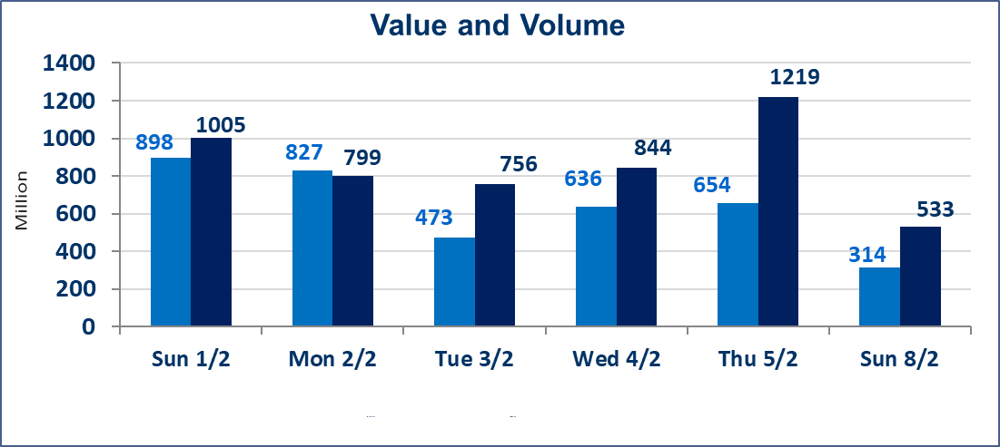 Value and Volume
Million
1400
1200
1000
800
600
400
200
0
898
1005
827
799
473
756
636
844
654
1219
314
533
Sun 1/2
Mon 2/2
Tue 3/2
Wed 4/2
Thu 5/2
Sun 8/2